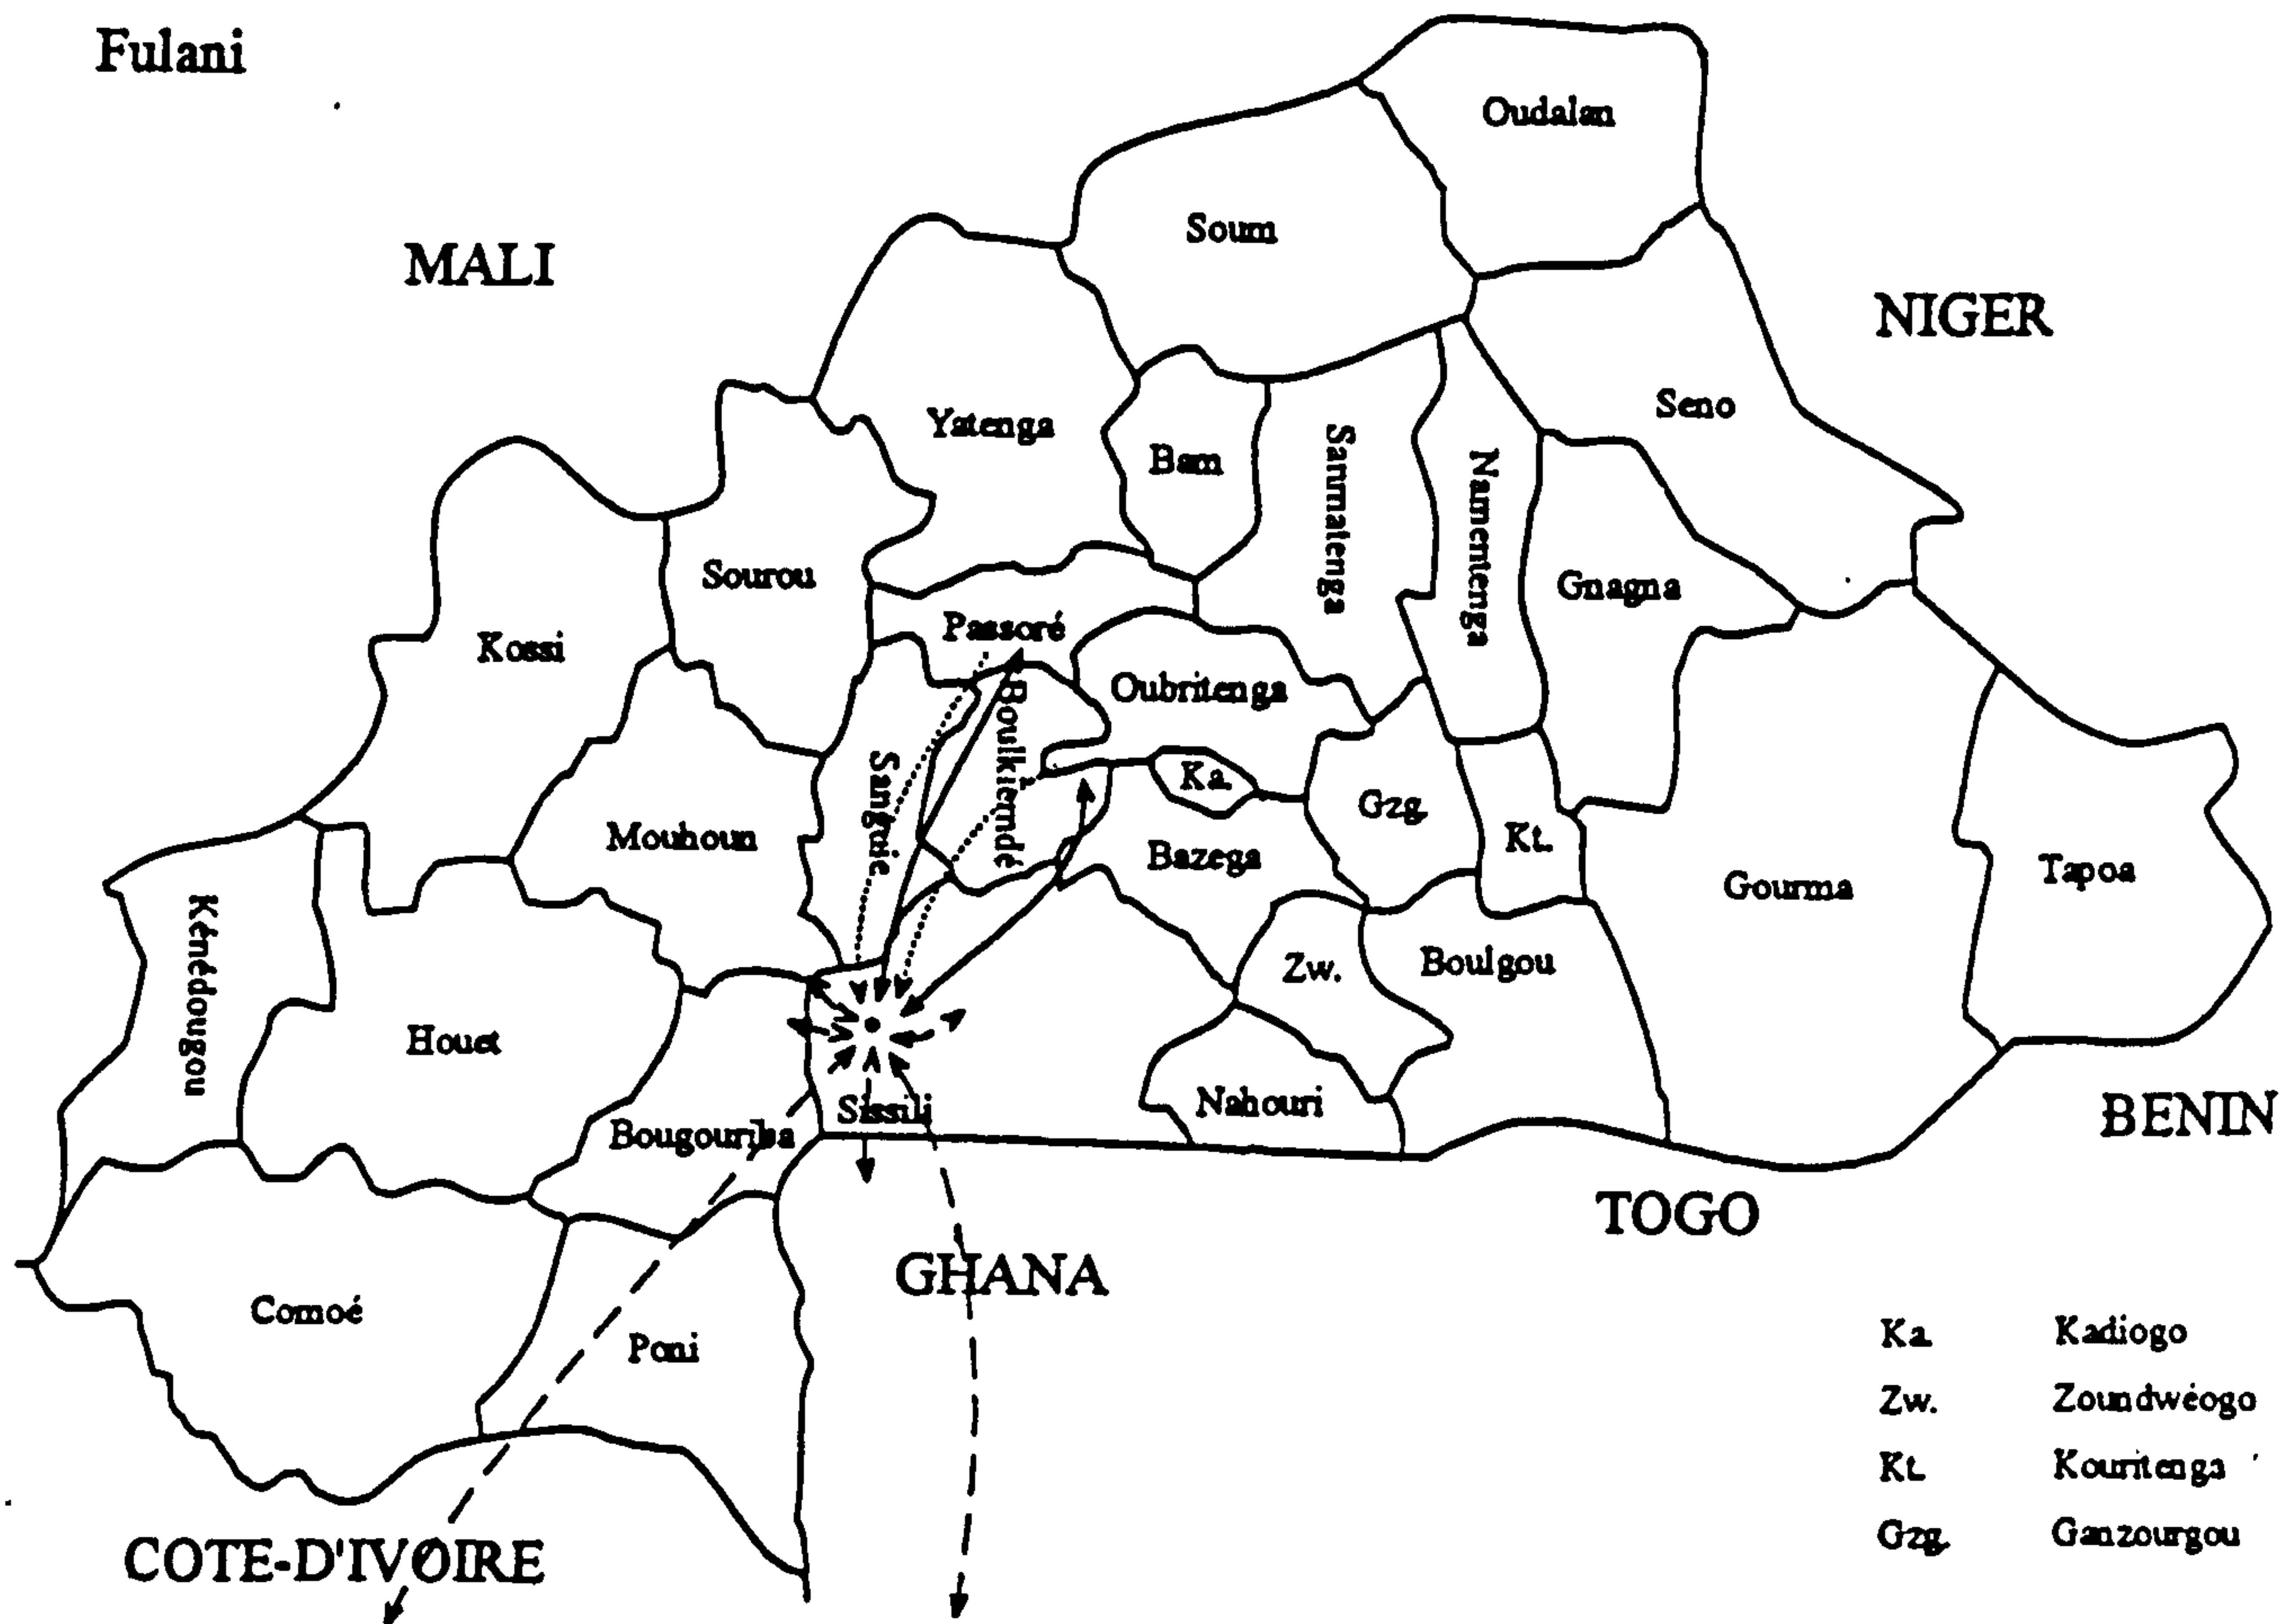 Fulani
Oudalan
Soum
MALI
NIGER
Seno
Yatenga
Bam
Sanmatenga
Namentenga
Sourou
Gnagna
Passoré
Kossi
Oubritenga
Boulkiemdé
Sanguié
Ka.
Gzg.
Mouhoun
Kt.
Bazega
Tapoa
Gourma
Kénédougou
Zw.
Boulgou
Houet
Nahouri
Sissili
BENIN
Bougouriba
TOGO
GHANA
Comoé
Poni
COTE-D'IVOIRE
Ka. Kadiogo
Zw. Zoundwéogo
Kt. Kouritenga
Gzg. Ganzourgou